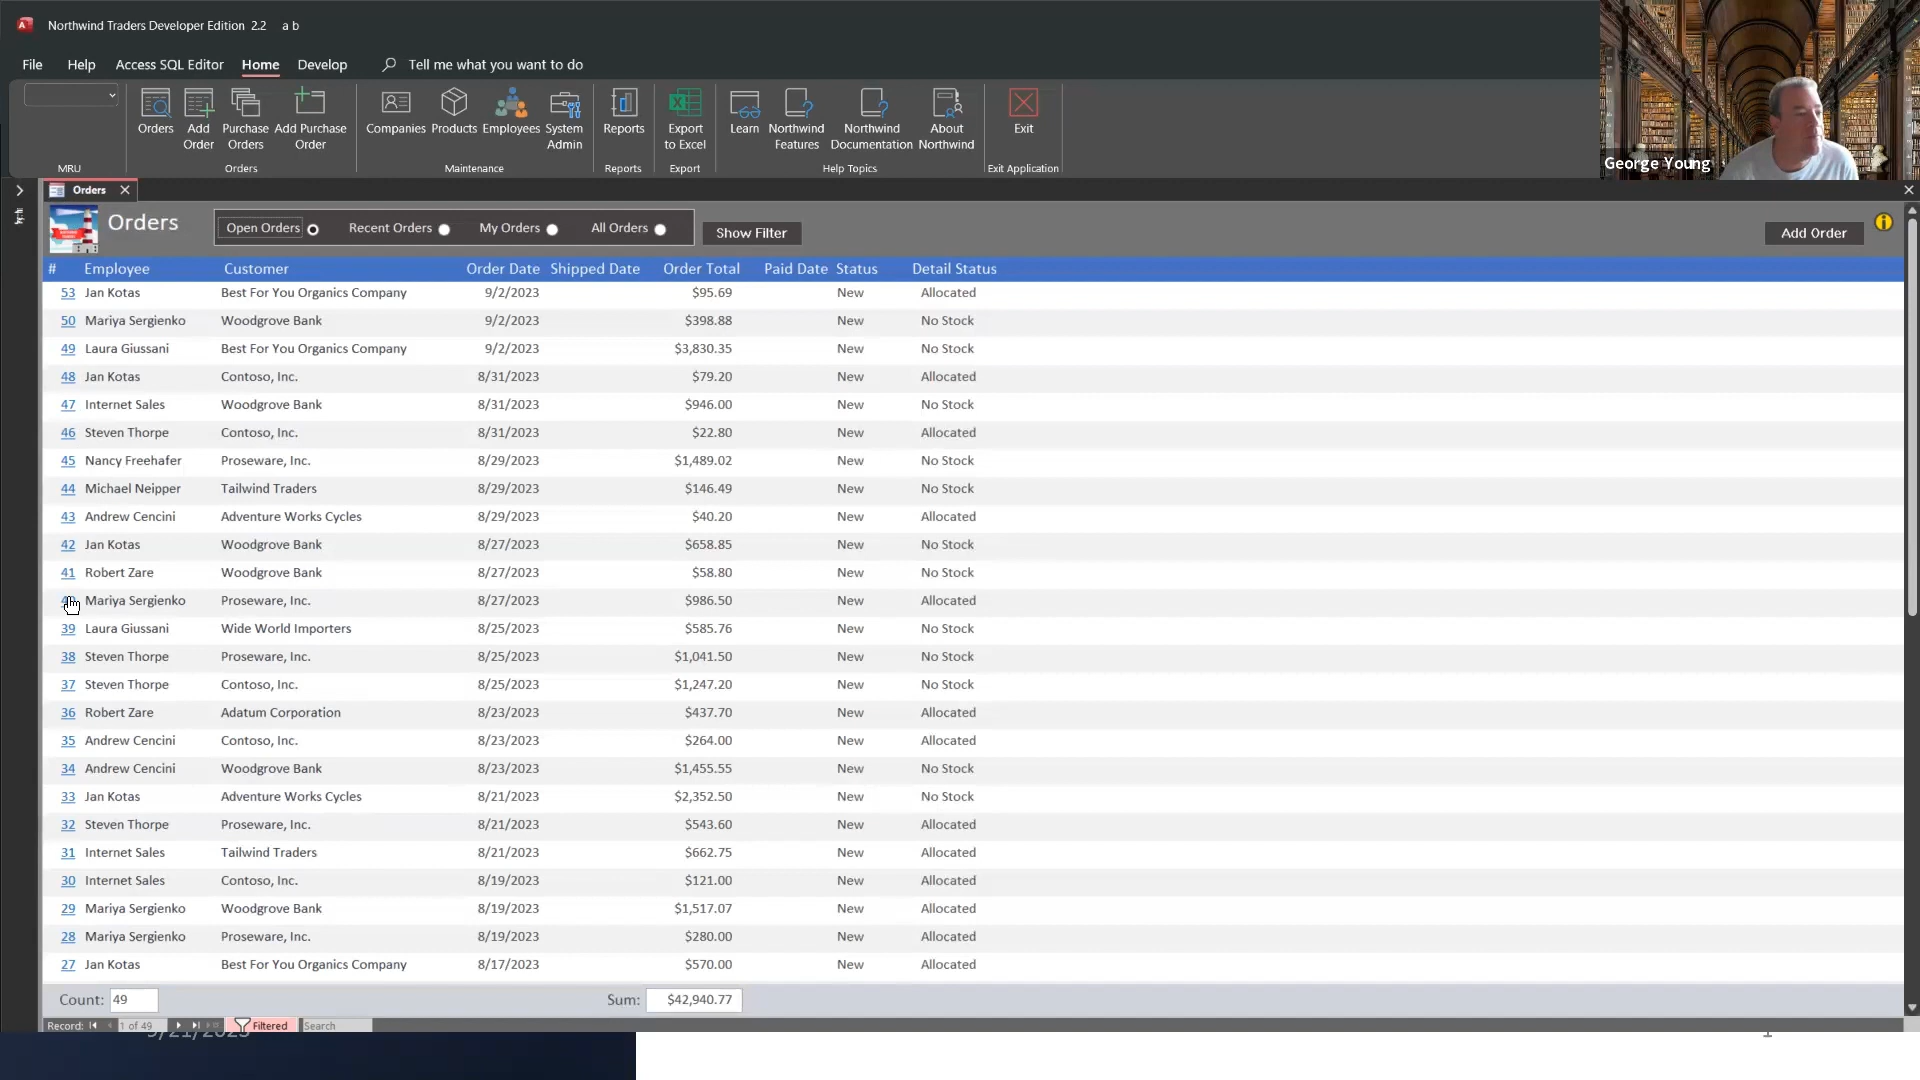 Northwind Traders Developer Edition 2.2 a b
File Help Access SQL Editor Home Develop Tell me what you want to do
Orders Add Order Purchase Orders Add Purchase Order Companies Products Employees System Admin Reports Export to Excel Learn Northwind Features Northwind Documentation About Northwind Exit
MRU Orders Maintenance Reports Export Help Topics Exit Application
George Young
Orders
Orders Open Orders Recent Orders My Orders All Orders Show Filter Add Order
# Employee Customer Order Date Shipped Date Order Total Paid Date Status Detail Status
53 Jan Kotas Best For You Organics Company 9/2/2023 $95.69 New Allocated
50 Mariya Sergienko Woodgrove Bank 9/2/2023 $398.88 New No Stock
49 Laura Giussani Best For You Organics Company 9/2/2023 $3,830.35 New No Stock
48 Jan Kotas Contoso, Inc. 8/31/2023 $79.20 New Allocated
47 Internet Sales Woodgrove Bank 8/31/2023 $946.00 New No Stock
46 Steven Thorpe Contoso, Inc. 8/31/2023 $22.80 New Allocated
45 Nancy Freehafer Proseware, Inc. 8/29/2023 $1,489.02 New No Stock
44 Michael Neipper Tailwind Traders 8/29/2023 $146.49 New No Stock
43 Andrew Cencini Adventure Works Cycles 8/29/2023 $40.20 New Allocated
42 Jan Kotas Woodgrove Bank 8/27/2023 $658.85 New No Stock
41 Robert Zare Woodgrove Bank 8/27/2023 $58.80 New No Stock
Mariya Sergienko Proseware, Inc. 8/27/2023 $986.50 New Allocated
39 Laura Giussani Wide World Importers 8/25/2023 $585.76 New No Stock
38 Steven Thorpe Proseware, Inc. 8/25/2023 $1,041.50 New No Stock
37 Steven Thorpe Contoso, Inc. 8/25/2023 $1,247.20 New No Stock
36 Robert Zare Adatum Corporation 8/23/2023 $437.70 New Allocated
35 Andrew Cencini Contoso, Inc. 8/23/2023 $264.00 New Allocated
34 Andrew Cencini Woodgrove Bank 8/23/2023 $1,455.55 New No Stock
33 Jan Kotas Adventure Works Cycles 8/21/2023 $2,352.50 New No Stock
32 Steven Thorpe Proseware, Inc. 8/21/2023 $543.60 New Allocated
31 Internet Sales Tailwind Traders 8/21/2023 $662.75 New Allocated
30 Internet Sales Contoso, Inc. 8/19/2023 $121.00 New Allocated
29 Mariya Sergienko Woodgrove Bank 8/19/2023 $1,517.07 New Allocated
28 Mariya Sergienko Proseware, Inc. 8/19/2023 $280.00 New Allocated
27 Jan Kotas Best For You Organics Company 8/17/2023 $570.00 New Allocated
Count: 49 Sum: $42,940.77
Record: 1 of 49 Filtered Search
9/21/2023